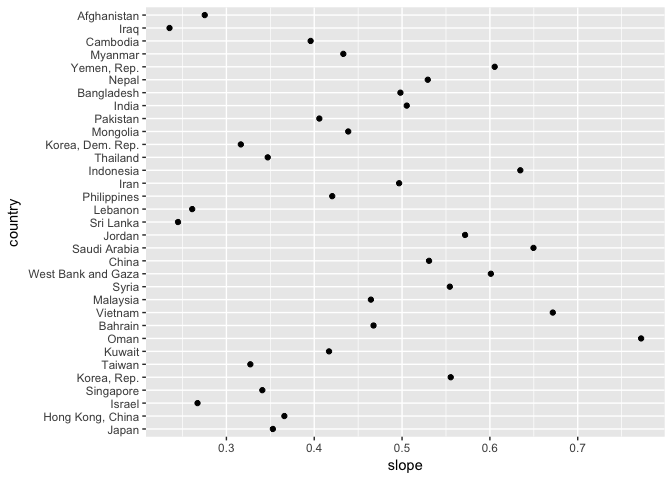 Afghanistan
Iraq
Cambodia
Myanmar
Yemen, Rep.
Nepal
Bangladesh
India
Pakistan
Mongolia
Korea, Dem. Rep.
Thailand
Indonesia
Iran
Philippines
Lebanon
Sri Lanka
Jordan
Saudi Arabia
China
West Bank and Gaza
Syria
Malaysia
Vietnam
Bahrain
Oman
Kuwait
Taiwan
Korea, Rep.
Singapore
Israel
Hong Kong, China
Japan
country
0.3 0.4 0.5 0.6 0.7
slope